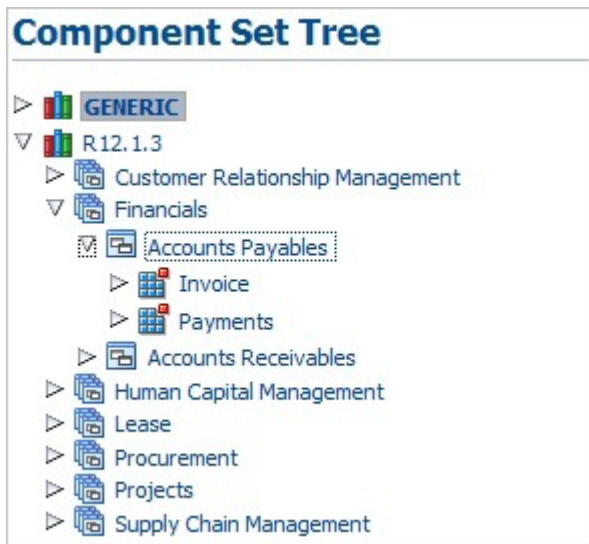 Component Set Tree
GENERIC
R12.1.3
Customer Relationship Management
Financials
Accounts Payables
Invoice
Payments
Accounts Receivables
Human Capital Management
Lease
Procurement
Projects
Supply Chain Management